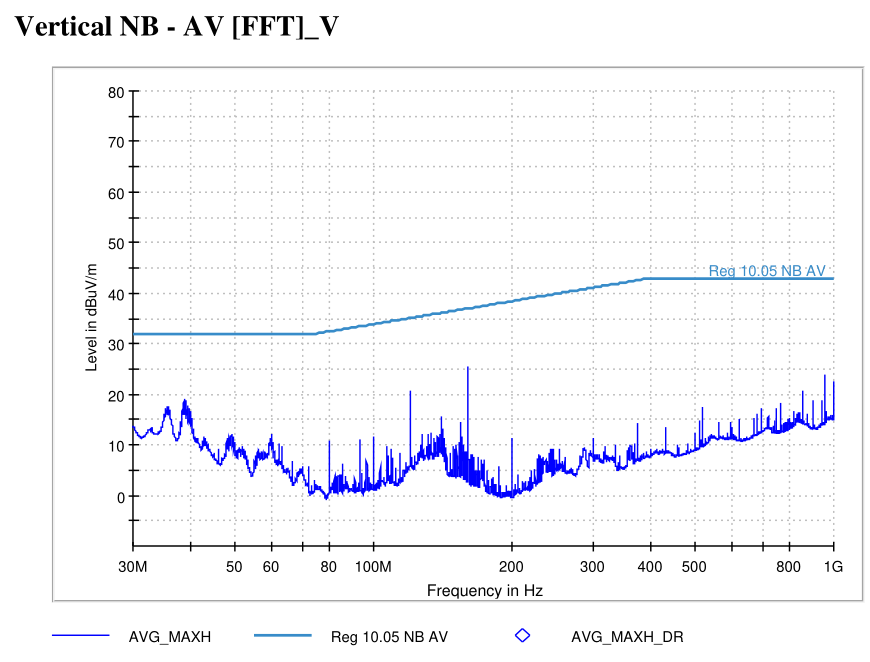 Vertical NB - AV [FFT]_V
80
70
60
50
40
30
20
10
0
Level in dBuV/m
Reg 10.05 NB AV
30M 50 60 80 100M 200 300 400 500 800 1G
Frequency in Hz
AVG_MAXH Reg 10.05 NB AV AVG_MAXH_DR